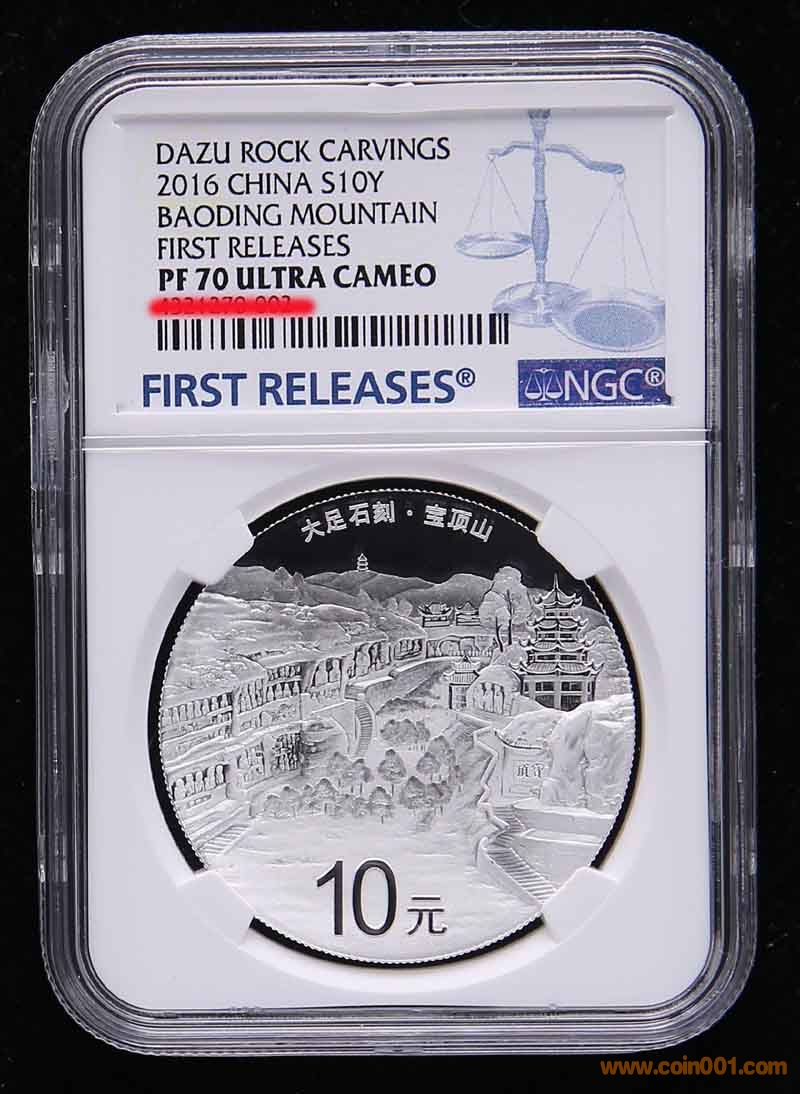 DAZU ROCK CARVINGS
2016 CHINA S10Y
BAODING MOUNTAIN
FIRST RELEASES
PF 70 ULTRA CAMEO
FIRST RELEASES®
NGC®
大足石刻·宝顶山
10元
www.coin001.com